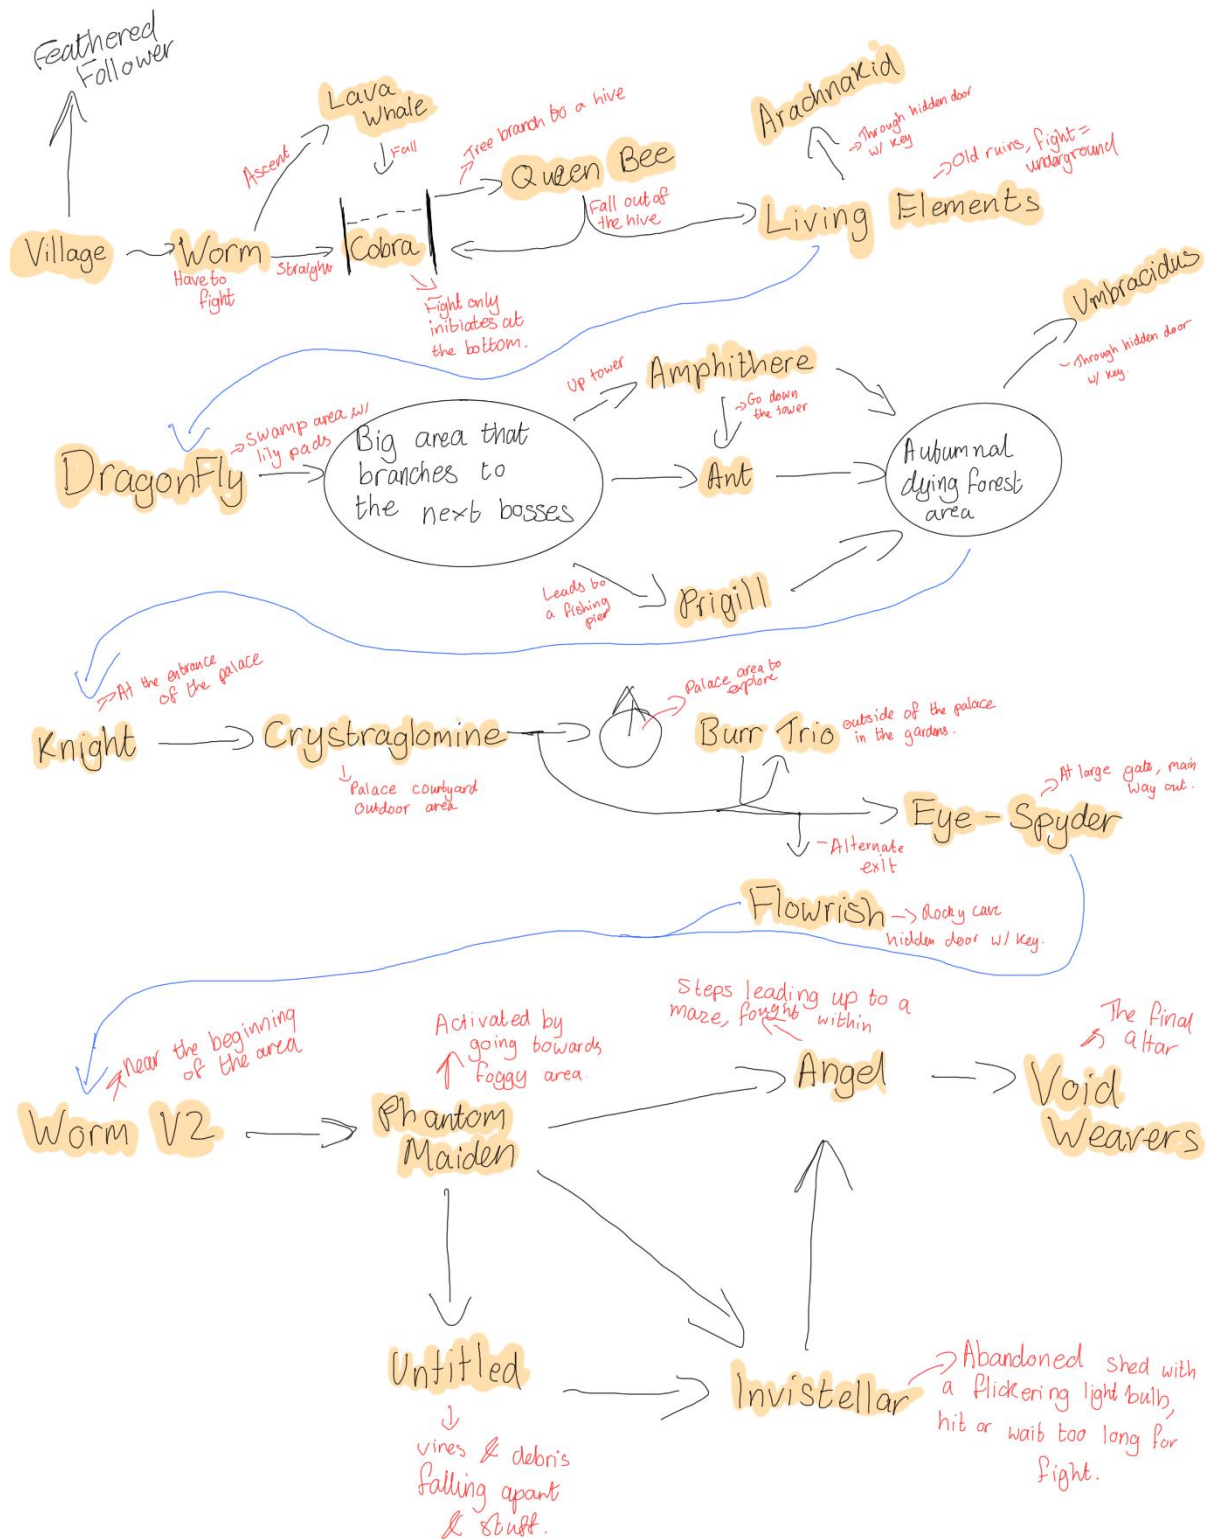 Feathered
Follower
Lava
Whale
Ascent
Fall
Tree branch to a hive
Queen Bee
Fall out of
the hive
Arachnakid
Through hidden door
w/ key
Old ruins, fight =
underground
Living Elements
Village
Worm
Have to
fight
Straight
Cobra
Fight only
initiates at
the bottom.
Umbracidus
Through hidden door
w/ key.
Up tower
Amphithere
Go down
the tower
DragonFly
Swamp area w/
lily pads
Big area that
branches to
the next bosses
Ant
Autumnal
dying forest
area
Leads to
a fishing
pier
Prigill
Knight
At the entrance
of the palace
Crystraglomine
Palace courtyard
outdoor area
Palace area to
explore
Burr Trio
outside of the palace
in the gardens.
Eye-Spyder
At large gate, main
way out.
Alternate
exit
Flowrish
Rocky cave
hidden door w/ key.
Worm V2
Near the beginning
of the area
Activated by
going towards
foggy area.
Phantom
Maiden
Steps leading up to a
maze, fought within
Angel
The final
altar
Void
Weavers
Untitled
vines & debris
falling apart
& stuff.
Invistellar
Abandoned shed with
a flickering light bulb,
hit or wait too long for
fight.